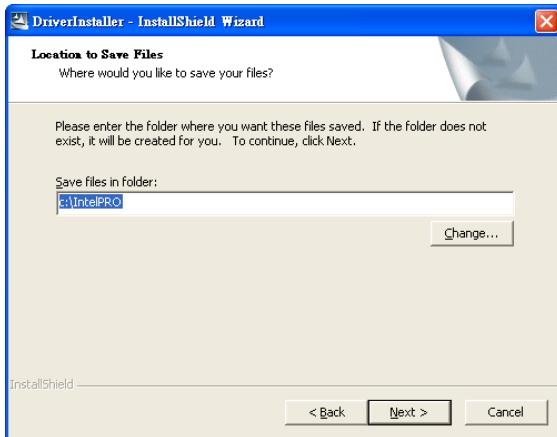 DriverInstaller - InstallShield Wizard
Location to Save Files
Where would you like to save your files?
Please enter the folder where you want these files saved.  If the folder does not
exist, it will be created for you.   To continue, click Next.
Save files in folder:
c:\IntelPRO
Change...
InstallShield
< Back
Next >
Cancel